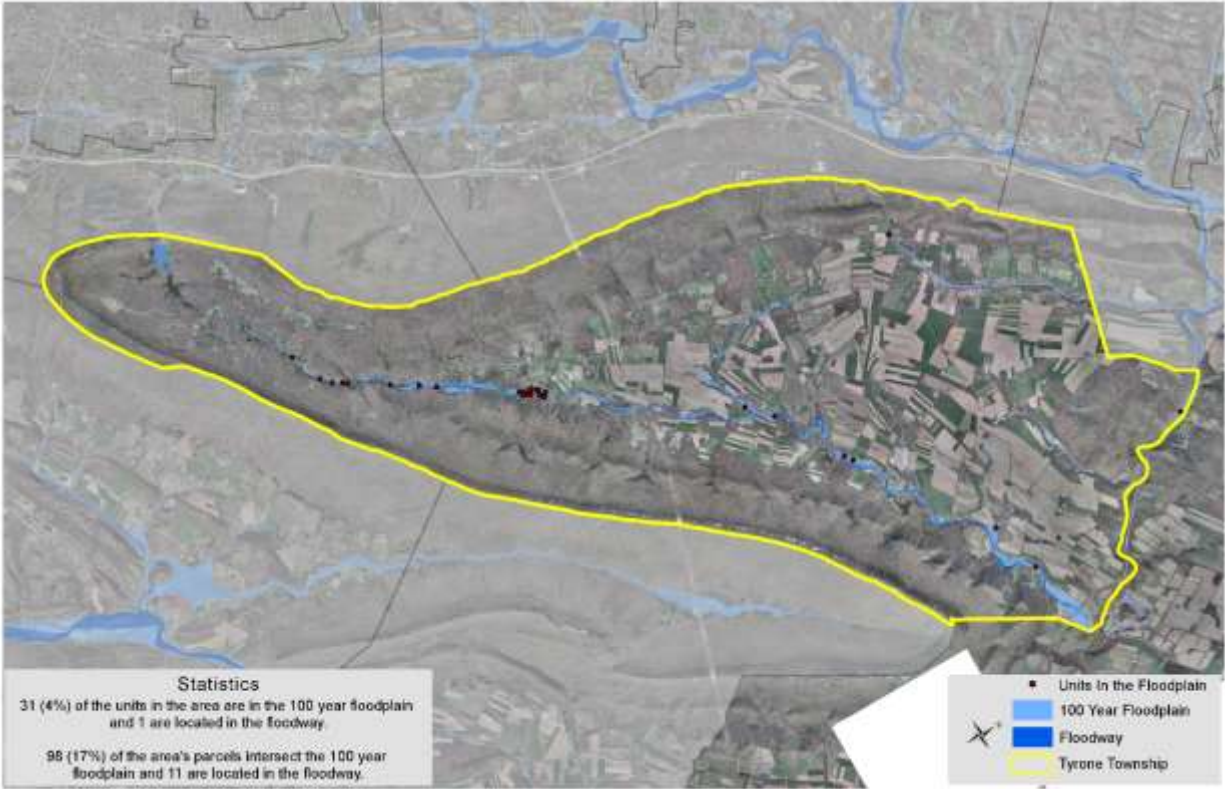 Statistics
31 (4%) of the units in the area are in the 100 year floodplain
and 1 are located in the floodway.
98 (17%) of the area's parcels intersect the 100 year
floodplain and 11 are located in the floodway.
Units In the Floodplain
100 Year Floodplain
Floodway
Tyrone Township